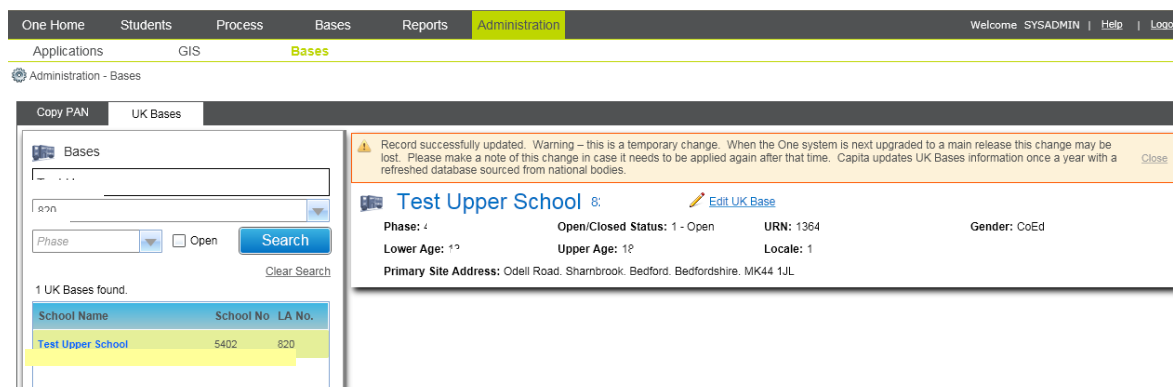 One Home Students Process Bases Reports Administration Welcome SYSADMIN | Help | Logo
Applications GIS Bases
Administration - Bases
Copy PAN UK Bases
Bases
820
Phase Open Search
Clear Search
1 UK Bases found.
School Name School No LA No.
Test Upper School 5402 820
Record successfully updated. Warning – this is a temporary change. When the One system is next upgraded to a main release this change may be
lost. Please make a note of this change in case it needs to be applied again after that time. Capita updates UK Bases information once a year with a
refreshed database sourced from national bodies.
Close
Test Upper School 8: Edit UK Base
Phase: Open/Closed Status: 1 - Open URN: 1364 Gender: CoEd
Lower Age: Upper Age: 18 Locale: 1
Primary Site Address: Odell Road. Sharnbrook. Bedford. Bedfordshire. MK44 1JL